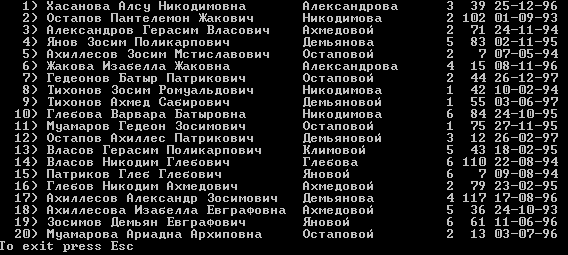 1) Хасанова Алсу Никодимовна Александрова 3 39 25-12-96
2) Остапов Пантелемон Жакович Никодимова 2 102 01-09-93
3) Александров Герасим Власович Ахмедовой 2 71 24-11-94
4) Янов Зосим Поликарпович Демьянова 5 83 02-11-95
5) Ахиллесов Зосим Мстиславович Остаповой 2 7 07-05-94
6) Жакова Изабелла Жаковна Александрова 4 15 08-11-96
7) Гедеонов Батыр Патрикович Остаповой 2 44 26-12-97
8) Тихонов Зосим Ромуальдович Никодимова 1 42 10-02-94
9) Тихонов Ахмед Сабирович Демьяновой 1 55 03-06-97
10) Глебова Варвара Батыровна Никодимова 6 84 24-10-95
11) Муамаров Гедеон Зосимович Остаповой 1 75 27-11-95
12) Остапов Ахиллес Патрикович Демьяновой 3 12 26-02-97
13) Власов Герасим Поликарпович Климовой 5 43 18-02-95
14) Власов Никодим Глебович Глебова 6 110 22-08-94
15) Патриков Глеб Глебович Яновой 6 7 09-08-94
16) Глебов Никодим Ахмедович Ахмедовой 2 79 23-02-95
17) Ахиллесов Александр Зосимович Демьянова 4 117 17-08-96
18) Ахиллесова Изабелла Евграфовна Ахмедовой 5 36 24-10-93
19) Зосимов Демьян Евграфович Яновой 6 61 11-06-96
20) Муамарова Ариадна Архиповна Остаповой 2 13 03-07-96
To exit press Esc